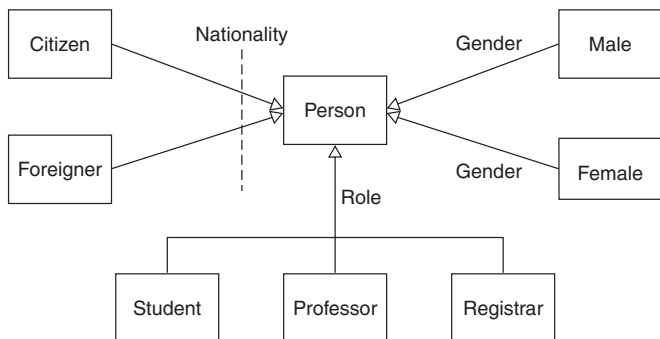 Citizen
Nationality
Gender
Male
Person
Foreigner
Gender
Female
Role
Student
Professor
Registrar